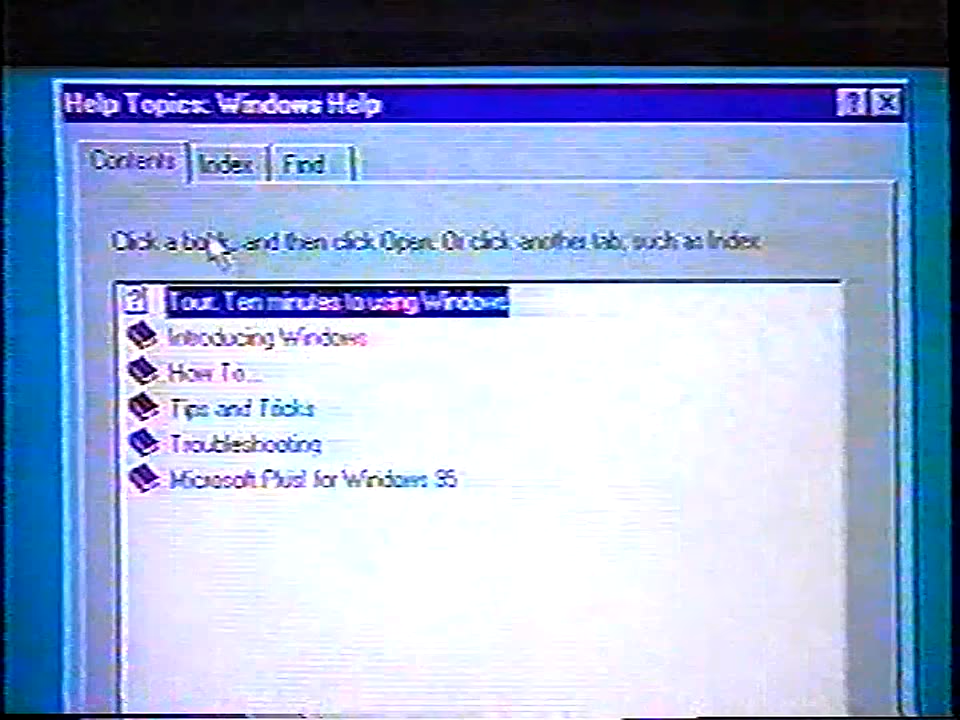 Help Topics: Windows Help
Contents Index Find
Click a book, and then click Open. Or click another tab, such as Index.
Tour: Ten minutes to using Windows
Introducing Windows
How To...
Tips and Tricks
Troubleshooting
Microsoft Plus! for Windows 95